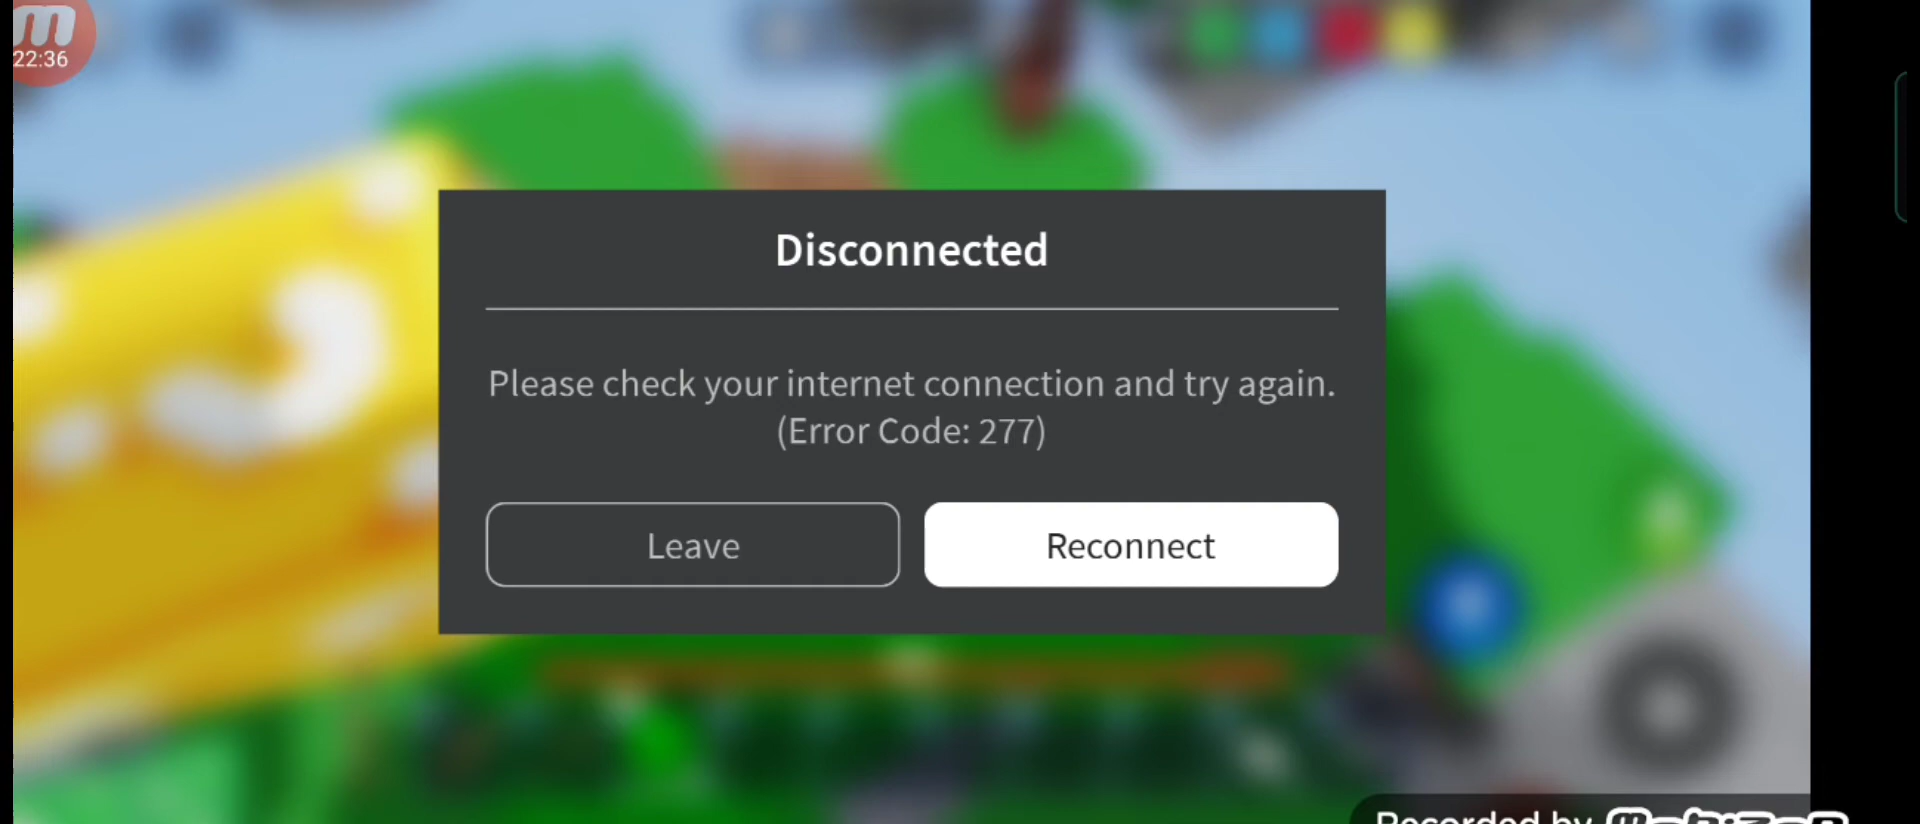 22:36
Disconnected
Please check your internet connection and try again.
(Error Code: 277)
Leave
Reconnect
Recorded by